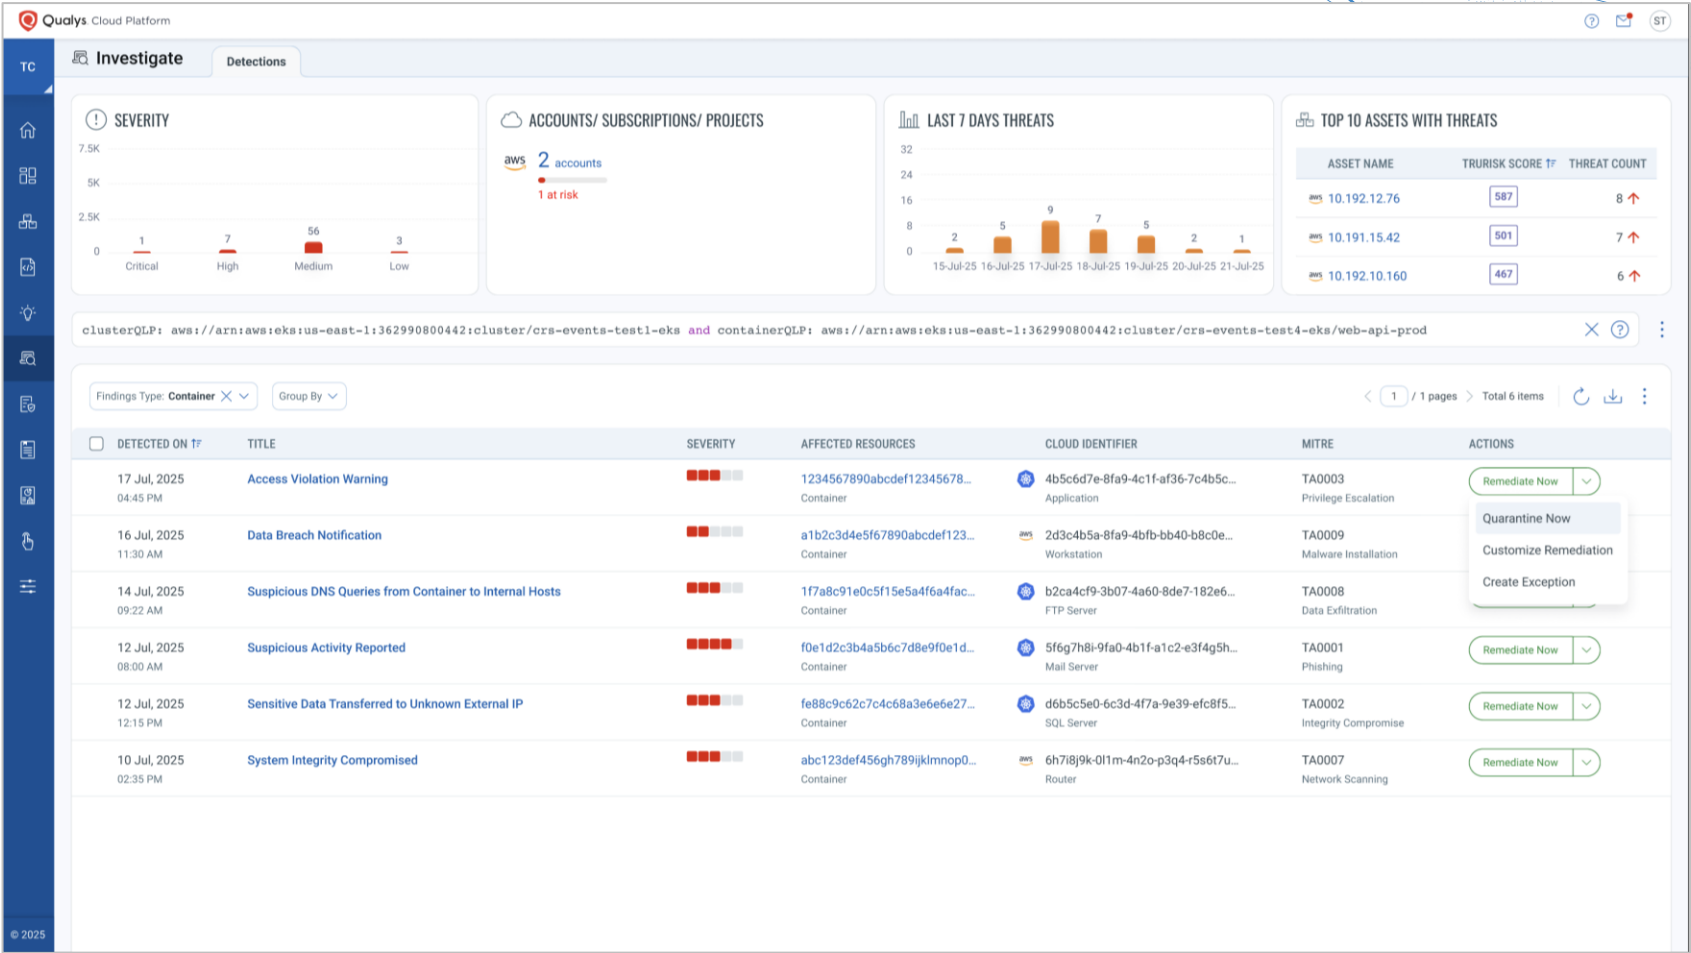 Qualys Cloud Platform
ST
TC
Investigate
Detections
SEVERITY
7.5K
5K
2.5K
0
1
7
56
3
Critical
High
Medium
Low
ACCOUNTS/ SUBSCRIPTIONS/ PROJECTS
aws 2 accounts
1 at risk
LAST 7 DAYS THREATS
32
24
16
8
0
2
5
9
7
5
2
1
15-Jul-25 16-Jul-25 17-Jul-25 18-Jul-25 19-Jul-25 20-Jul-25 21-Jul-25
TOP 10 ASSETS WITH THREATS
ASSET NAME TRURISK SCORE THREAT COUNT
aws 10.192.12.76 587 8
aws 10.191.15.42 501 7
aws 10.192.10.160 467 6
clusterQLP: aws://arn:aws:eks:us-east-1:362990800442:cluster/crs-events-test1-eks and containerQLP: aws://arn:aws:eks:us-east-1:362990800442:cluster/crs-events-test4-eks/web-api-prod
Findings Type: Container
Group By
1 / 1 pages
Total 6 items
DETECTED ON TITLE SEVERITY AFFECTED RESOURCES CLOUD IDENTIFIER MITRE ACTIONS
17 Jul, 2025 Access Violation Warning 1234567890abcdef12345678... 4b5c6d7e-8fa9-4c1f-af36-7c4b5c... TA0003 Remediate Now
04:45 PM Container Application Privilege Escalation
Quarantine Now
Customize Remediation
Create Exception
16 Jul, 2025 Data Breach Notification a1b2c3d4e5f67890abcdef123... aws 2d3c4b5a-8fa9-4bfb-bb40-b8c0e... TA0009
11:30 AM Container Workstation Malware Installation
14 Jul, 2025 Suspicious DNS Queries from Container to Internal Hosts 1f7a8c91e0c5f15e5a4f6a4fac... b2ca4cf9-3b07-4a60-8de7-182e6... TA0008
09:22 AM Container FTP Server Data Exfiltration
12 Jul, 2025 Suspicious Activity Reported f0e1d2c3b4a5b6c7d8e9f0e1d... 5f6g7h8i-9fa0-4b1f-a1c2-e3f4g5h... TA0001 Remediate Now
08:00 AM Container Mail Server Phishing
12 Jul, 2025 Sensitive Data Transferred to Unknown External IP fe88c9c62c7c4c68a3e6e6e27... d6b5c5e0-6c3d-4f7a-9e39-efc8f5... TA0002 Remediate Now
12:15 PM Container SQL Server Integrity Compromise
10 Jul, 2025 System Integrity Compromised abc123def456gh789ijklmnop0... aws 6h7i8j9k-0l1m-4n2o-p3q4-r5s6t7u... TA0007 Remediate Now
02:35 PM Container Router Network Scanning
© 2025